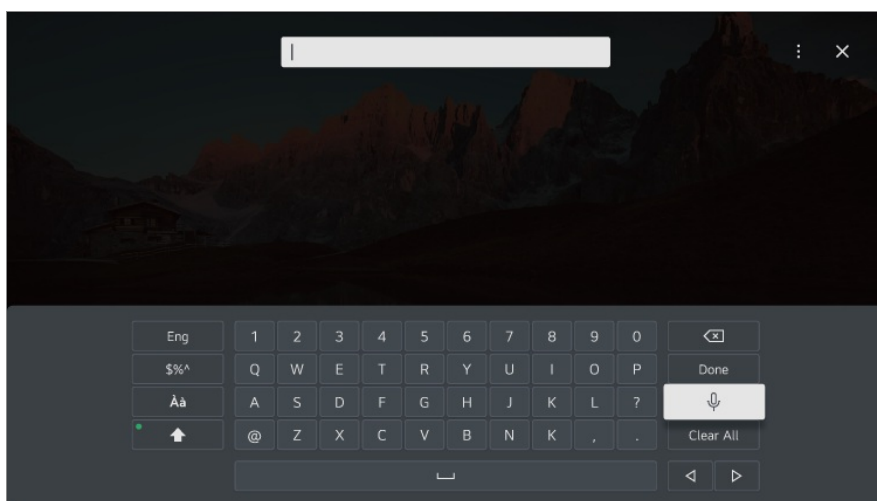 Eng 1 2 3 4 5 6 7 8 9 0
$%^ Q W E T R Y U I O P Done
Àà A S D F G H J K L ?
@ Z X C V B N K , . Clear All